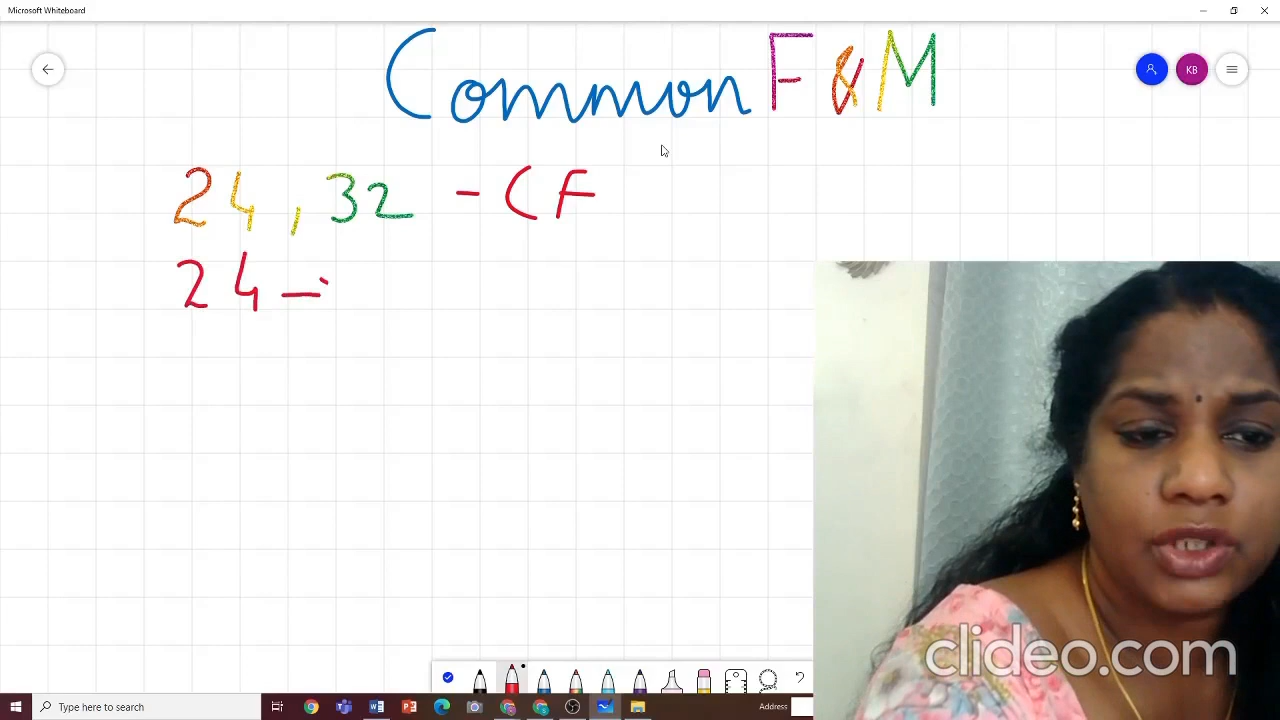 Microsoft Whiteboard
Common F & M
KB
24, 32 - CF
24 -
clideo.com
Type here to search
Address